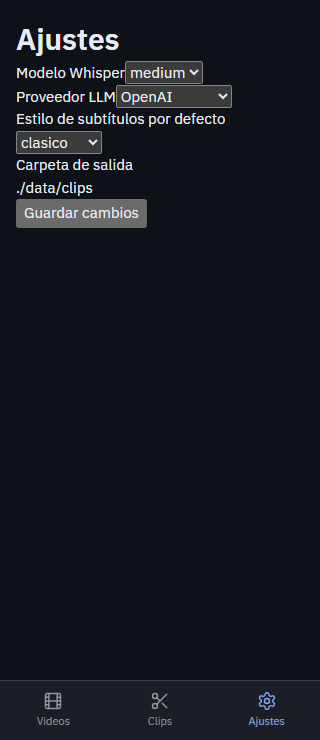 Ajustes
Modelo Whisper medium
Proveedor LLM OpenAI
Estilo de subtítulos por defecto
clasico
Carpeta de salida
./data/clips
Guardar cambios
Videos Clips Ajustes